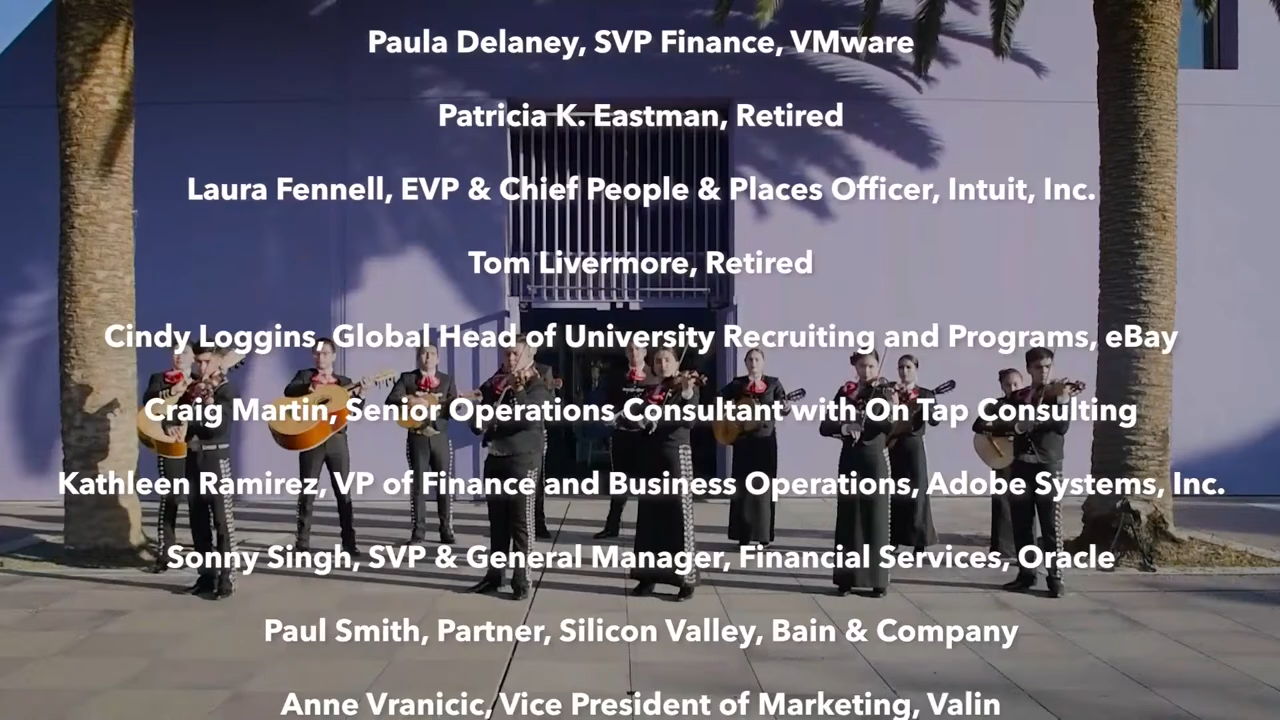 Paula Delaney, SVP Finance, VMware
Patricia K. Eastman, Retired
Laura Fennell, EVP & Chief People & Places Officer, Intuit, Inc.
Tom Livermore, Retired
Cindy Loggins, Global Head of University Recruiting and Programs, eBay
Craig Martin, Senior Operations Consultant with On Tap Consulting
Kathleen Ramirez, VP of Finance and Business Operations, Adobe Systems, Inc.
Sonny Singh, SVP & General Manager, Financial Services, Oracle
Paul Smith, Partner, Silicon Valley, Bain & Company
Anne Vranicic, Vice President of Marketing, Valin